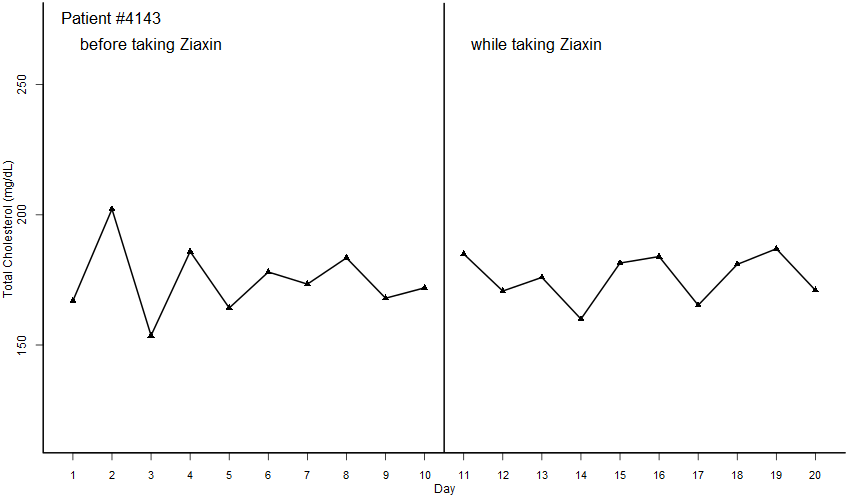 Patient #4143
before taking Ziaxin
while taking Ziaxin
Total Cholesterol (mg/dL)
250
200
150
1 2 3 4 5 6 7 8 9 10 11 12 13 14 15 16 17 18 19 20
Day